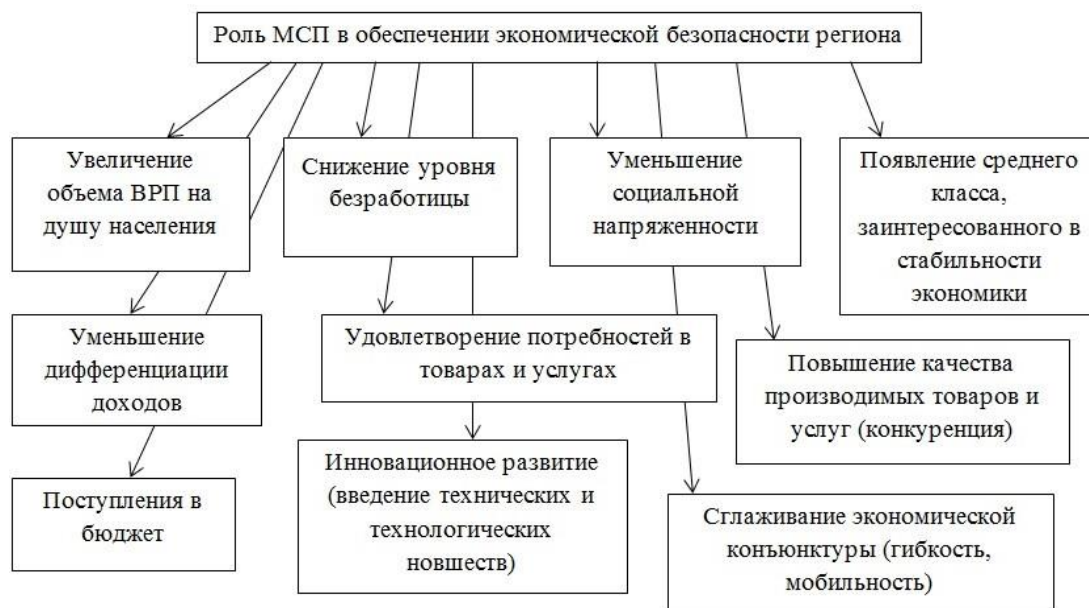 Роль МСП в обеспечении экономической безопасности региона
Увеличение
объема ВРП на
душу населения
Снижение уровня
безработицы
Уменьшение
социальной
напряженности
Появление среднего
класса,
заинтересованного в
стабильности
экономики
Уменьшение
дифференциации
доходов
Удовлетворение потребностей в
товарах и услугах
Повышение качества
производимых товаров и
услуг (конкуренция)
Поступления в
бюджет
Инновационное развитие
(введение технических и
технологических
новшеств)
Сглаживание экономической
конъюнктуры (гибкость,
мобильность)